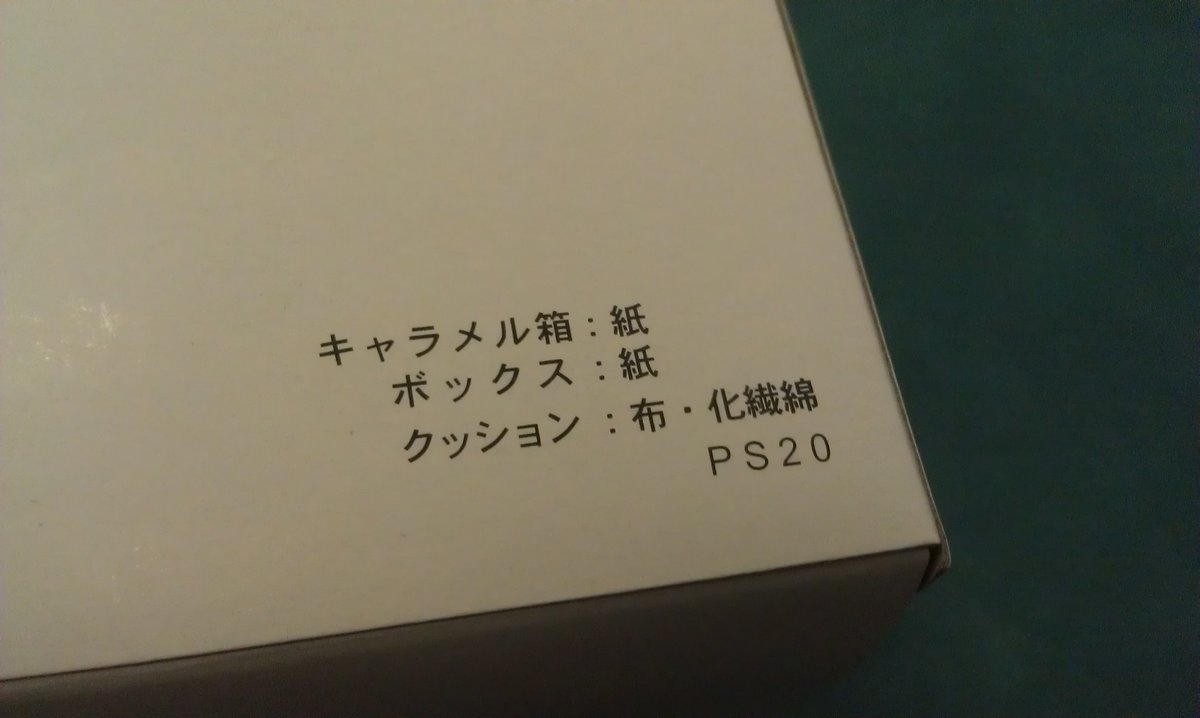 キャラメル箱：紙
ボックス：紙
クッション：布・化繊綿
PS20